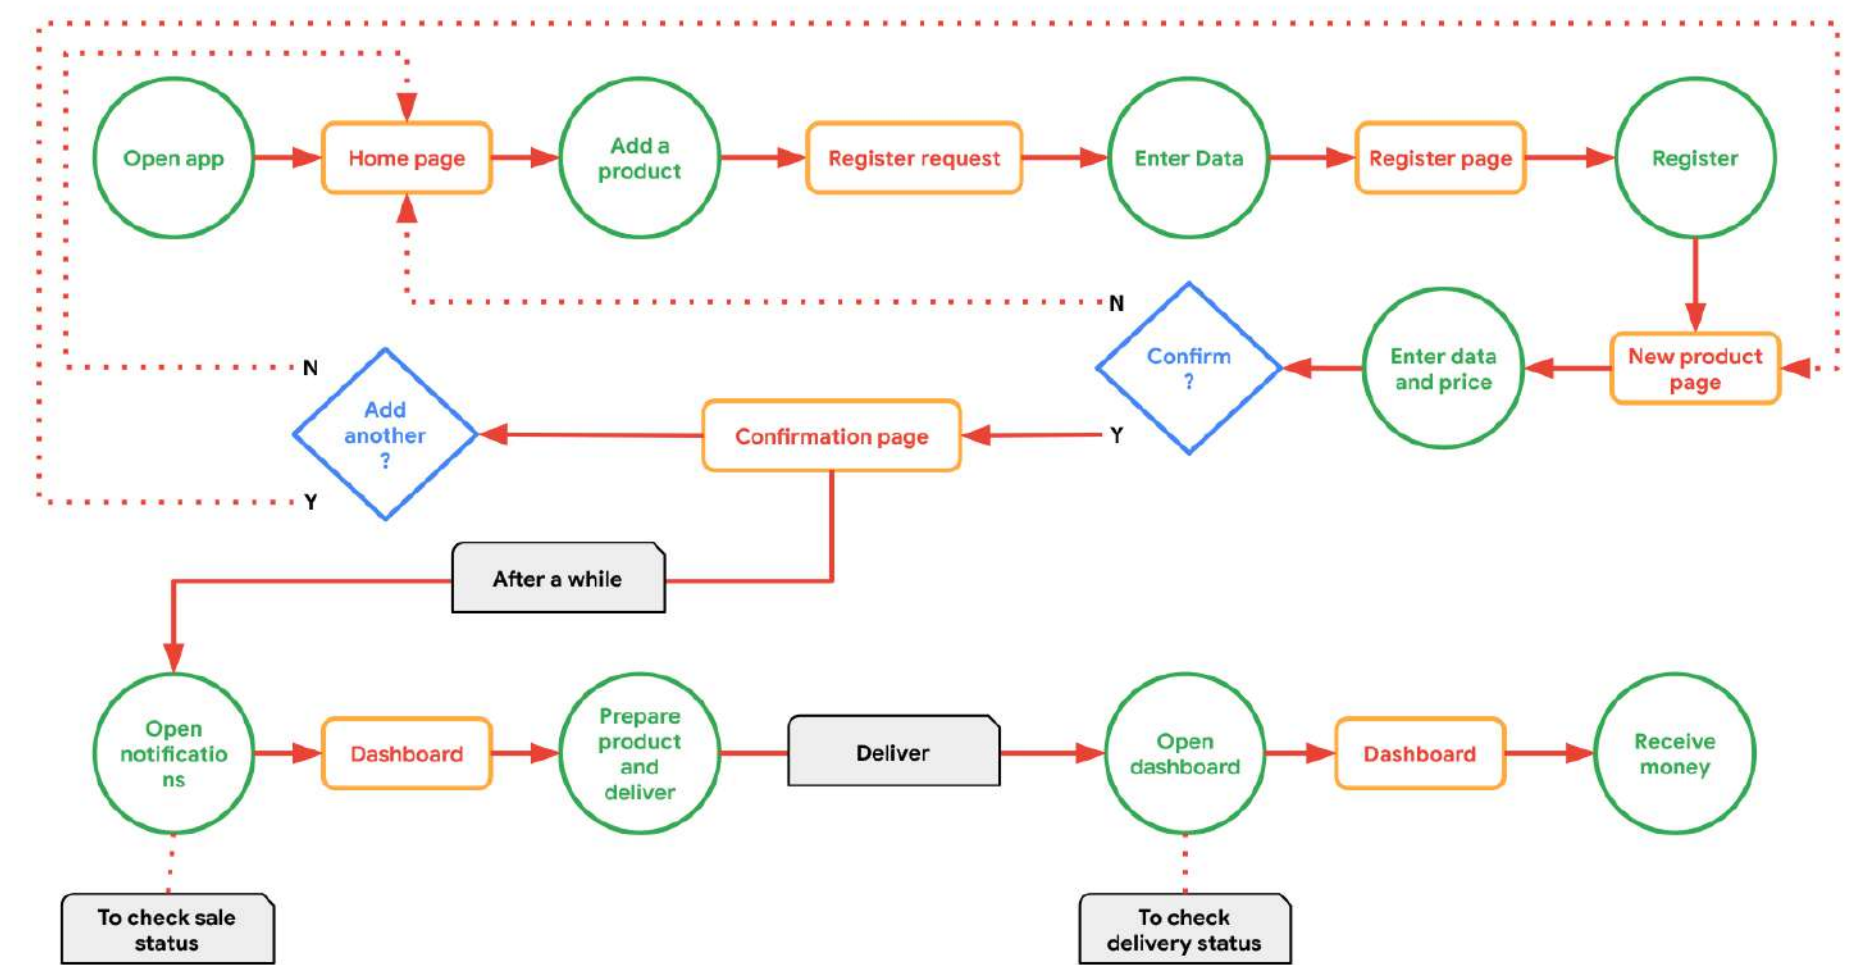 Open app
Home page
Add a
product
Register request
Enter Data
Register page
Register
N
Confirm
?
Enter data
and price
New product
page
N
Add
another
?
Confirmation page
Y
Y
After a while
Open
notificatio
ns
Dashboard
Prepare
product
and
deliver
Deliver
Open
dashboard
Dashboard
Receive
money
To check sale
status
To check
delivery status